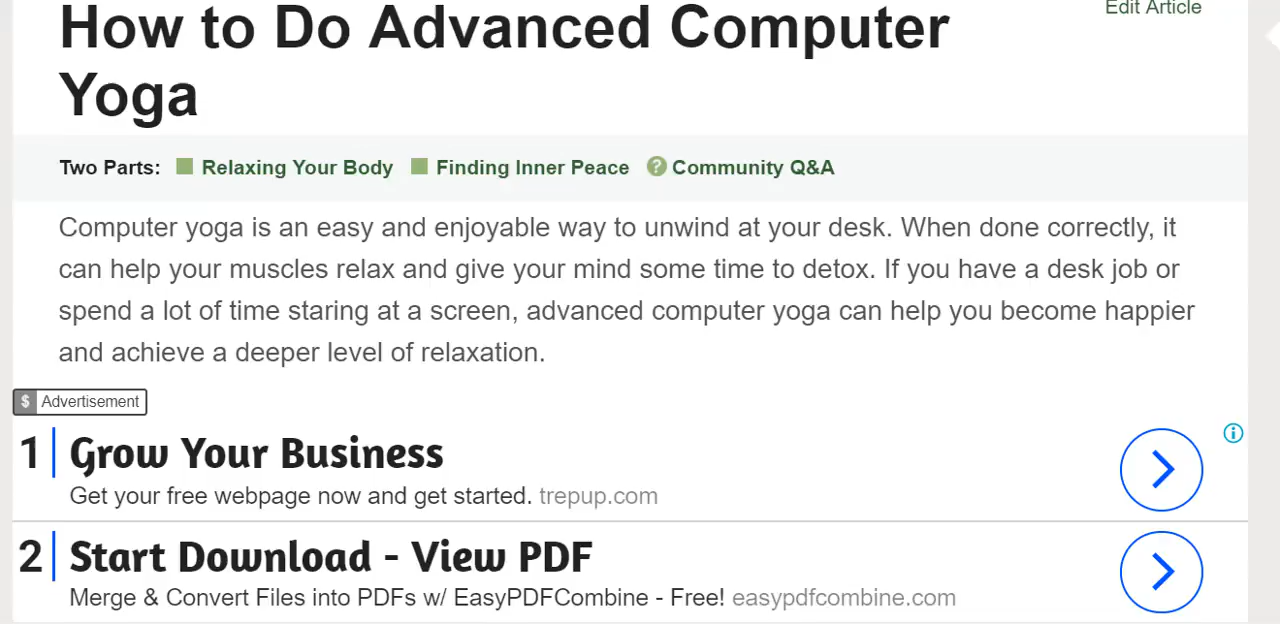 How to Do Advanced Computer
Edit Article
Yoga
Two Parts: Relaxing Your Body Finding Inner Peace ? Community Q&A
Computer yoga is an easy and enjoyable way to unwind at your desk. When done correctly, it
can help your muscles relax and give your mind some time to detox. If you have a desk job or
spend a lot of time staring at a screen, advanced computer yoga can help you become happier
and achieve a deeper level of relaxation.
$ Advertisement
1 Grow Your Business
Get your free webpage now and get started. trepup.com
2 Start Download - View PDF
Merge & Convert Files into PDFs w/ EasyPDFCombine - Free! easypdfcombine.com